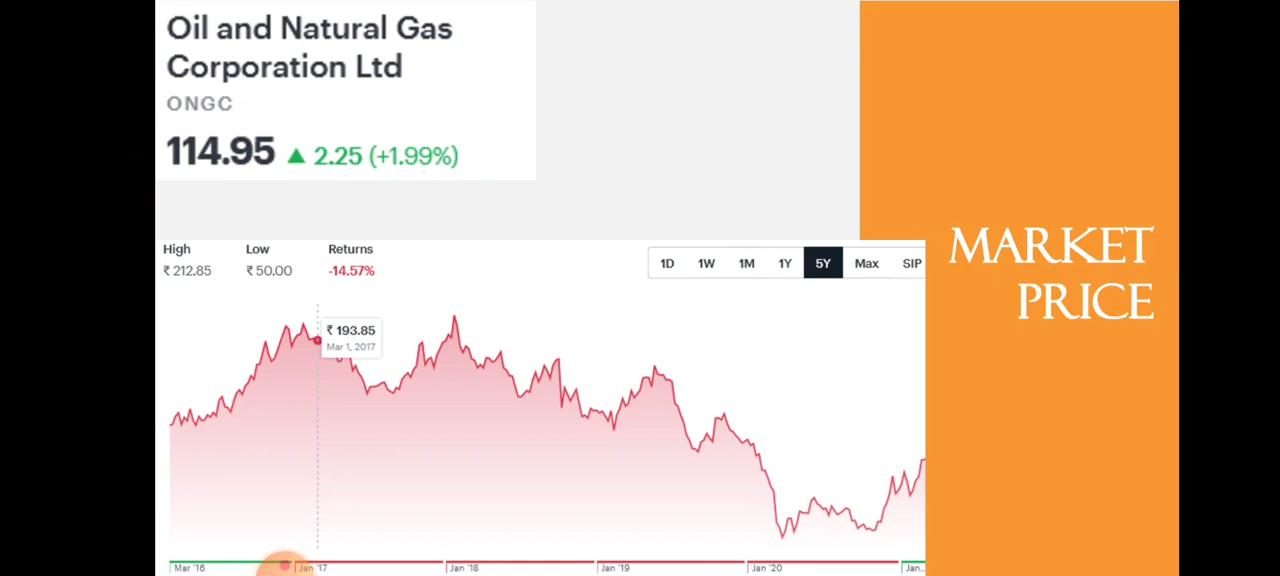 Oil and Natural Gas
Corporation Ltd
ONGC
114.95 ▲ 2.25 (+1.99%)
MARKET
PRICE
High Low Returns
₹ 212.85 ₹ 50.00 -14.57%
1D 1W 1M 1Y 5Y Max SIP
₹ 193.85
Mar 1, 2017
Mar '16 Jan '17 Jan '18 Jan '19 Jan '20 Jan...